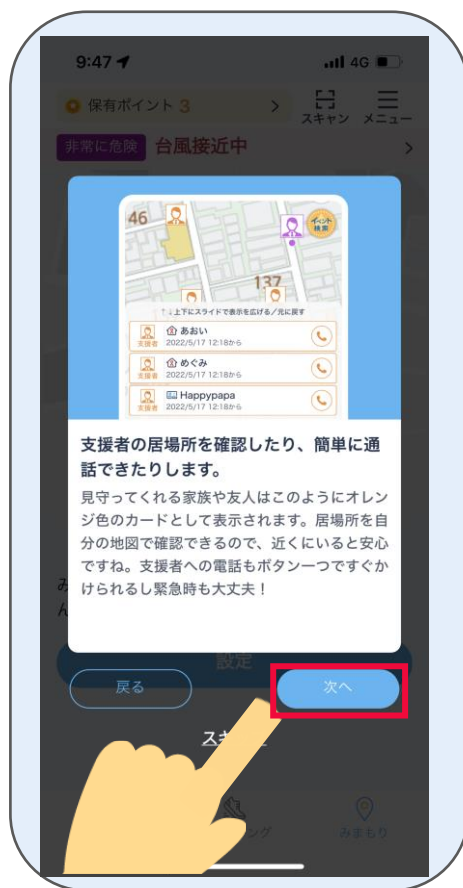 9:47
4G
保有ポイント 3
スキャン
メニュー
非常に危険 台風接近中
46
イベント
検索
137
↑↓上下にスライドで表示を広げる／元に戻す
あおい
支援者 2022/5/17 12:18から
めぐみ
支援者 2022/5/17 12:18から
Happypapa
支援者 2022/5/17 12:18から
支援者の居場所を確認したり、簡単に通
話できたりします。
見守ってくれる家族や友人はこのようにオレン
ジ色のカードとして表示されます。居場所を自
分の地図で確認できるので、近くにいると安心
ですね。支援者への電話もボタン一つですぐか
けられるし緊急時も大丈夫！
み
ん
設定
戻る
次へ
ング
みまもり